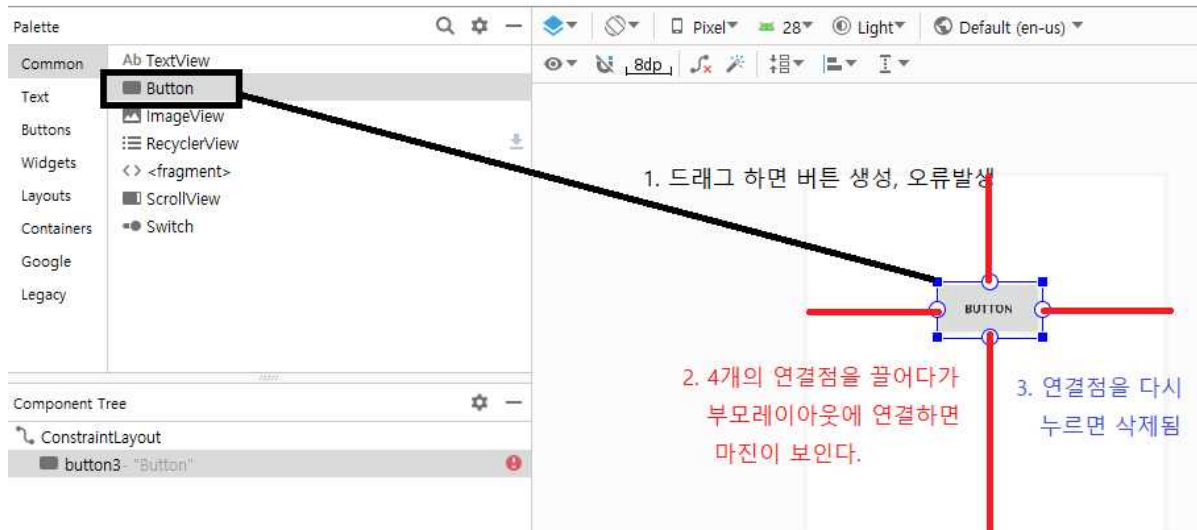 Palette
Common
Text
Buttons
Widgets
Layouts
Containers
Google
Legacy
Ab TextView
Button
ImageView
RecyclerView
<> <fragment>
ScrollView
Switch
Pixel 28 Light Default (en-us)
8dp
1. 드래그 하면 버튼 생성, 오류발생
BUTTON
2. 4개의 연결점을 끌어다가
부모레이아웃에 연결하면
마진이 보인다.
3. 연결점을 다시
누르면 삭제됨
Component Tree
ConstraintLayout
button3- "Button"